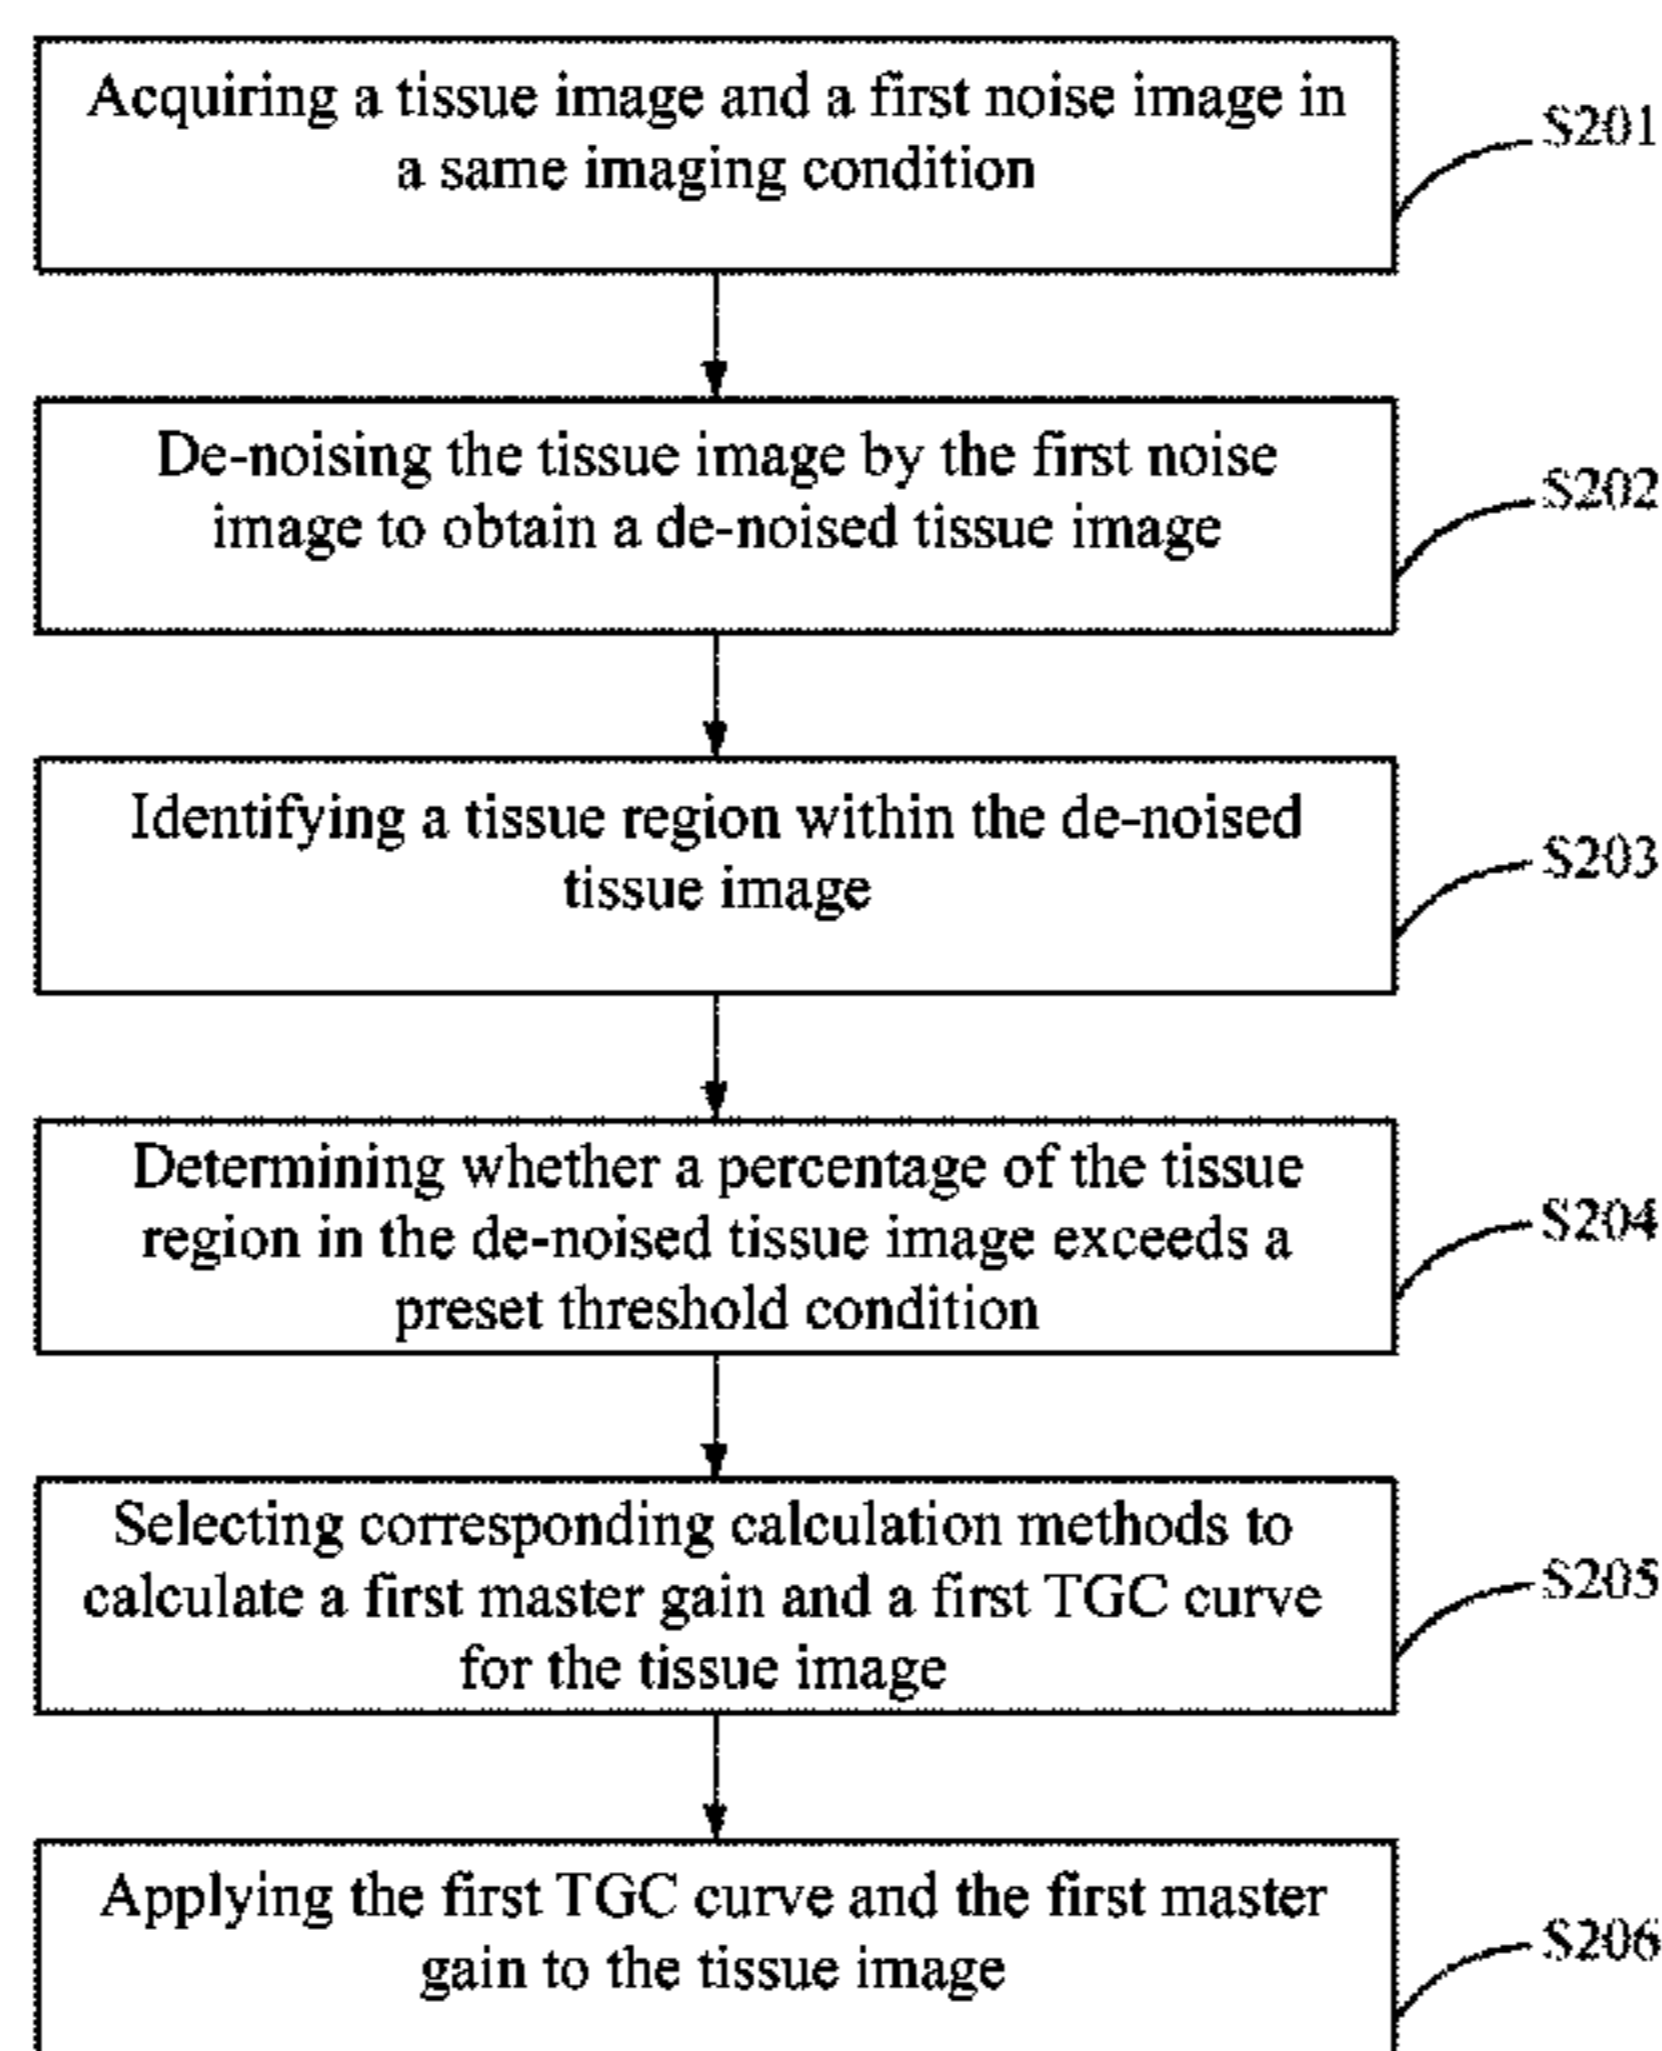 Acquiring a tissue image and a first noise image in
a same imaging condition
S201
De-noising the tissue image by the first noise
image to obtain a de-noised tissue image
S202
Identifying a tissue region within the de-noised
tissue image
S203
Determining whether a percentage of the tissue
region in the de-noised tissue image exceeds a
preset threshold condition
S204
Selecting corresponding calculation methods to
calculate a first master gain and a first TGC curve
for the tissue image
S205
Applying the first TGC curve and the first master
gain to the tissue image
S206